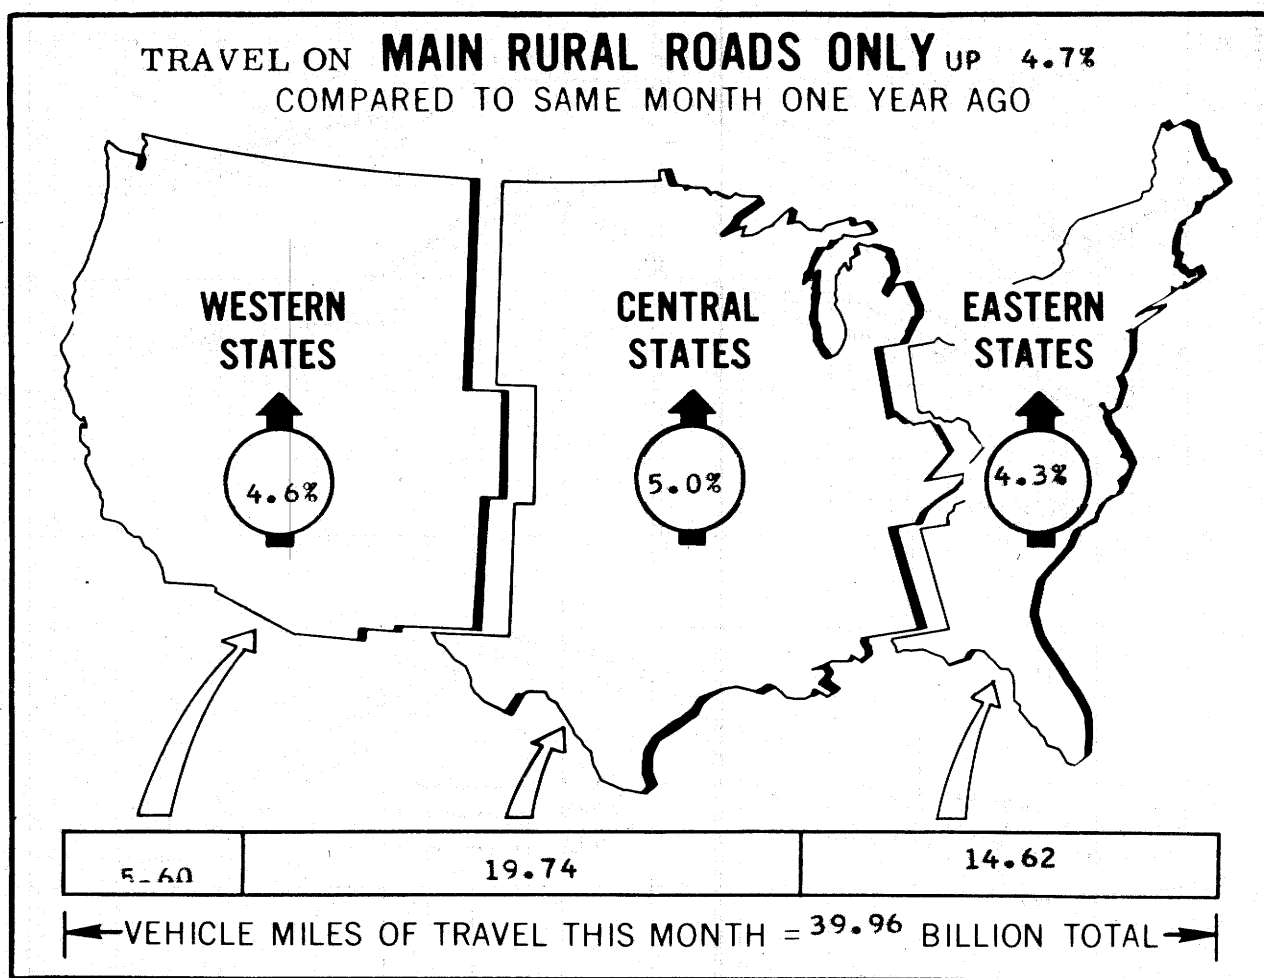 TRAVEL ON MAIN RURAL ROADS ONLY UP 4.7%
COMPARED TO SAME MONTH ONE YEAR AGO
WESTERN
STATES
CENTRAL
STATES
EASTERN
STATES
4.6%
5.0%
4.3%
5.60
19.74
14.62
VEHICLE MILES OF TRAVEL THIS MONTH = 39.96 BILLION TOTAL